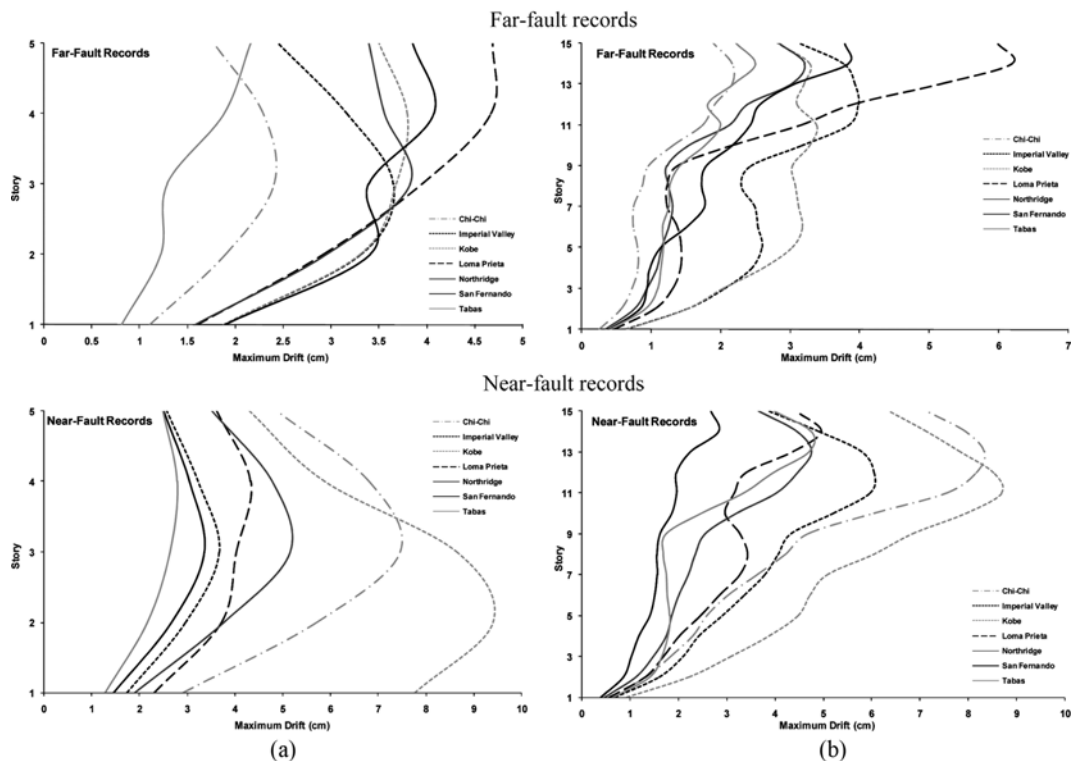 Far-fault records
Far-Fault Records
5
4
3
2
1
Story
0
0.5
1
1.5
2
2.5
3
3.5
4
4.5
5
Maximum Drift (cm)
Chi-Chi
Imperial Valley
Kobe
Loma Prieta
Northridge
San Fernando
Tabas
Far-Fault Records
15
13
11
9
7
5
3
1
Story
0
1
2
3
4
5
6
7
Maximum Drift (cm)
Chi-Chi
Imperial Valley
Kobe
Loma Prieta
Northridge
San Fernando
Tabas
Near-fault records
Near-Fault Records
5
4
3
2
1
Story
0
1
2
3
4
5
6
7
8
9
10
Maximum Drift (cm)
Chi-Chi
Imperial Valley
Kobe
Loma Prieta
Northridge
San Fernando
Tabas
(a)
Near-Fault Records
15
13
11
9
7
5
3
1
Story
0
1
2
3
4
5
6
7
8
9
10
Maximum Drift (cm)
Chi-Chi
Imperial Valley
Kobe
Loma Prieta
Northridge
San Fernando
Tabas
(b)